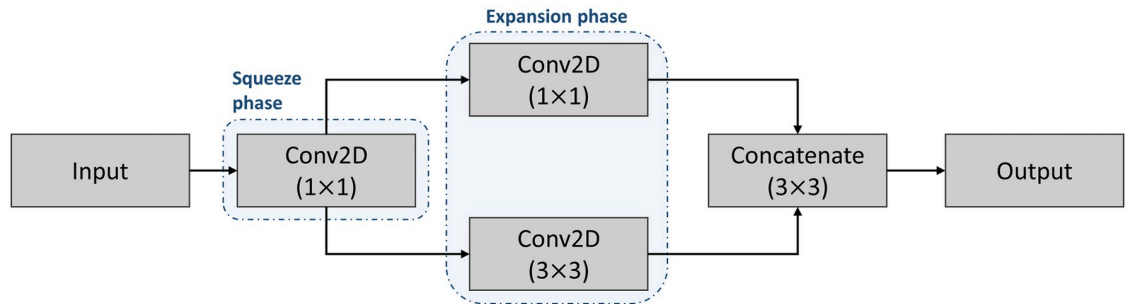 Expansion phase
Squeeze
phase
Input
Conv2D
(1×1)
Conv2D
(1×1)
Conv2D
(3×3)
Concatenate
(3×3)
Output